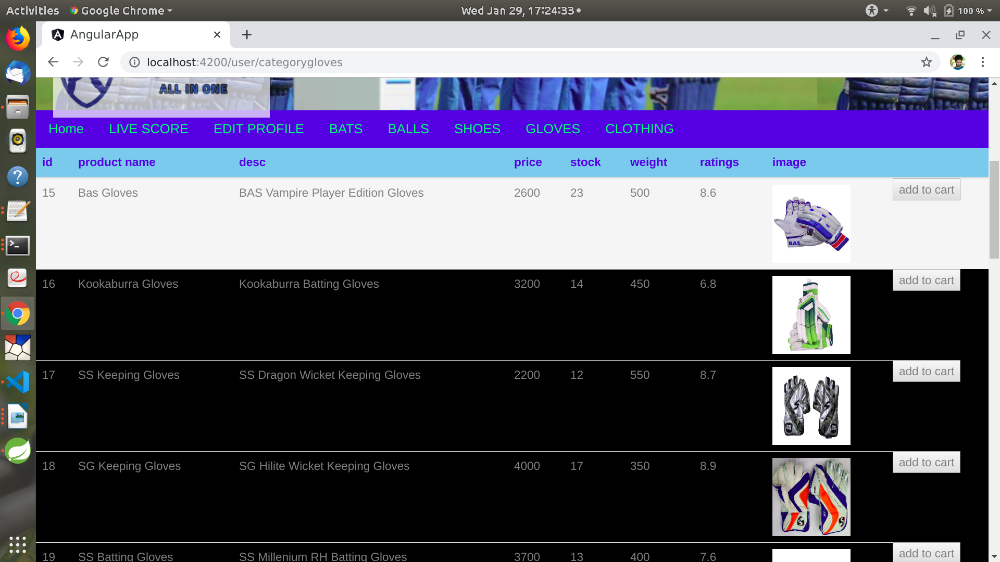 Activities Google Chrome Wed Jan 29, 17:24:33 100 %
AngularApp
localhost:4200/user/categorygloves
ALL IN ONE
Home LIVE SCORE EDIT PROFILE BATS BALLS SHOES GLOVES CLOTHING
id product name desc price stock weight ratings image
15 Bas Gloves BAS Vampire Player Edition Gloves 2600 23 500 8.6 add to cart
BAS
16 Kookaburra Gloves Kookaburra Batting Gloves 3200 14 450 6.8 add to cart
17 SS Keeping Gloves SS Dragon Wicket Keeping Gloves 2200 12 550 8.7 add to cart
SS SS
18 SG Keeping Gloves SG Hilite Wicket Keeping Gloves 4000 17 350 8.9 add to cart
19 SS Batting Gloves SS Millenium RH Batting Gloves 3700 13 400 7.6 add to cart